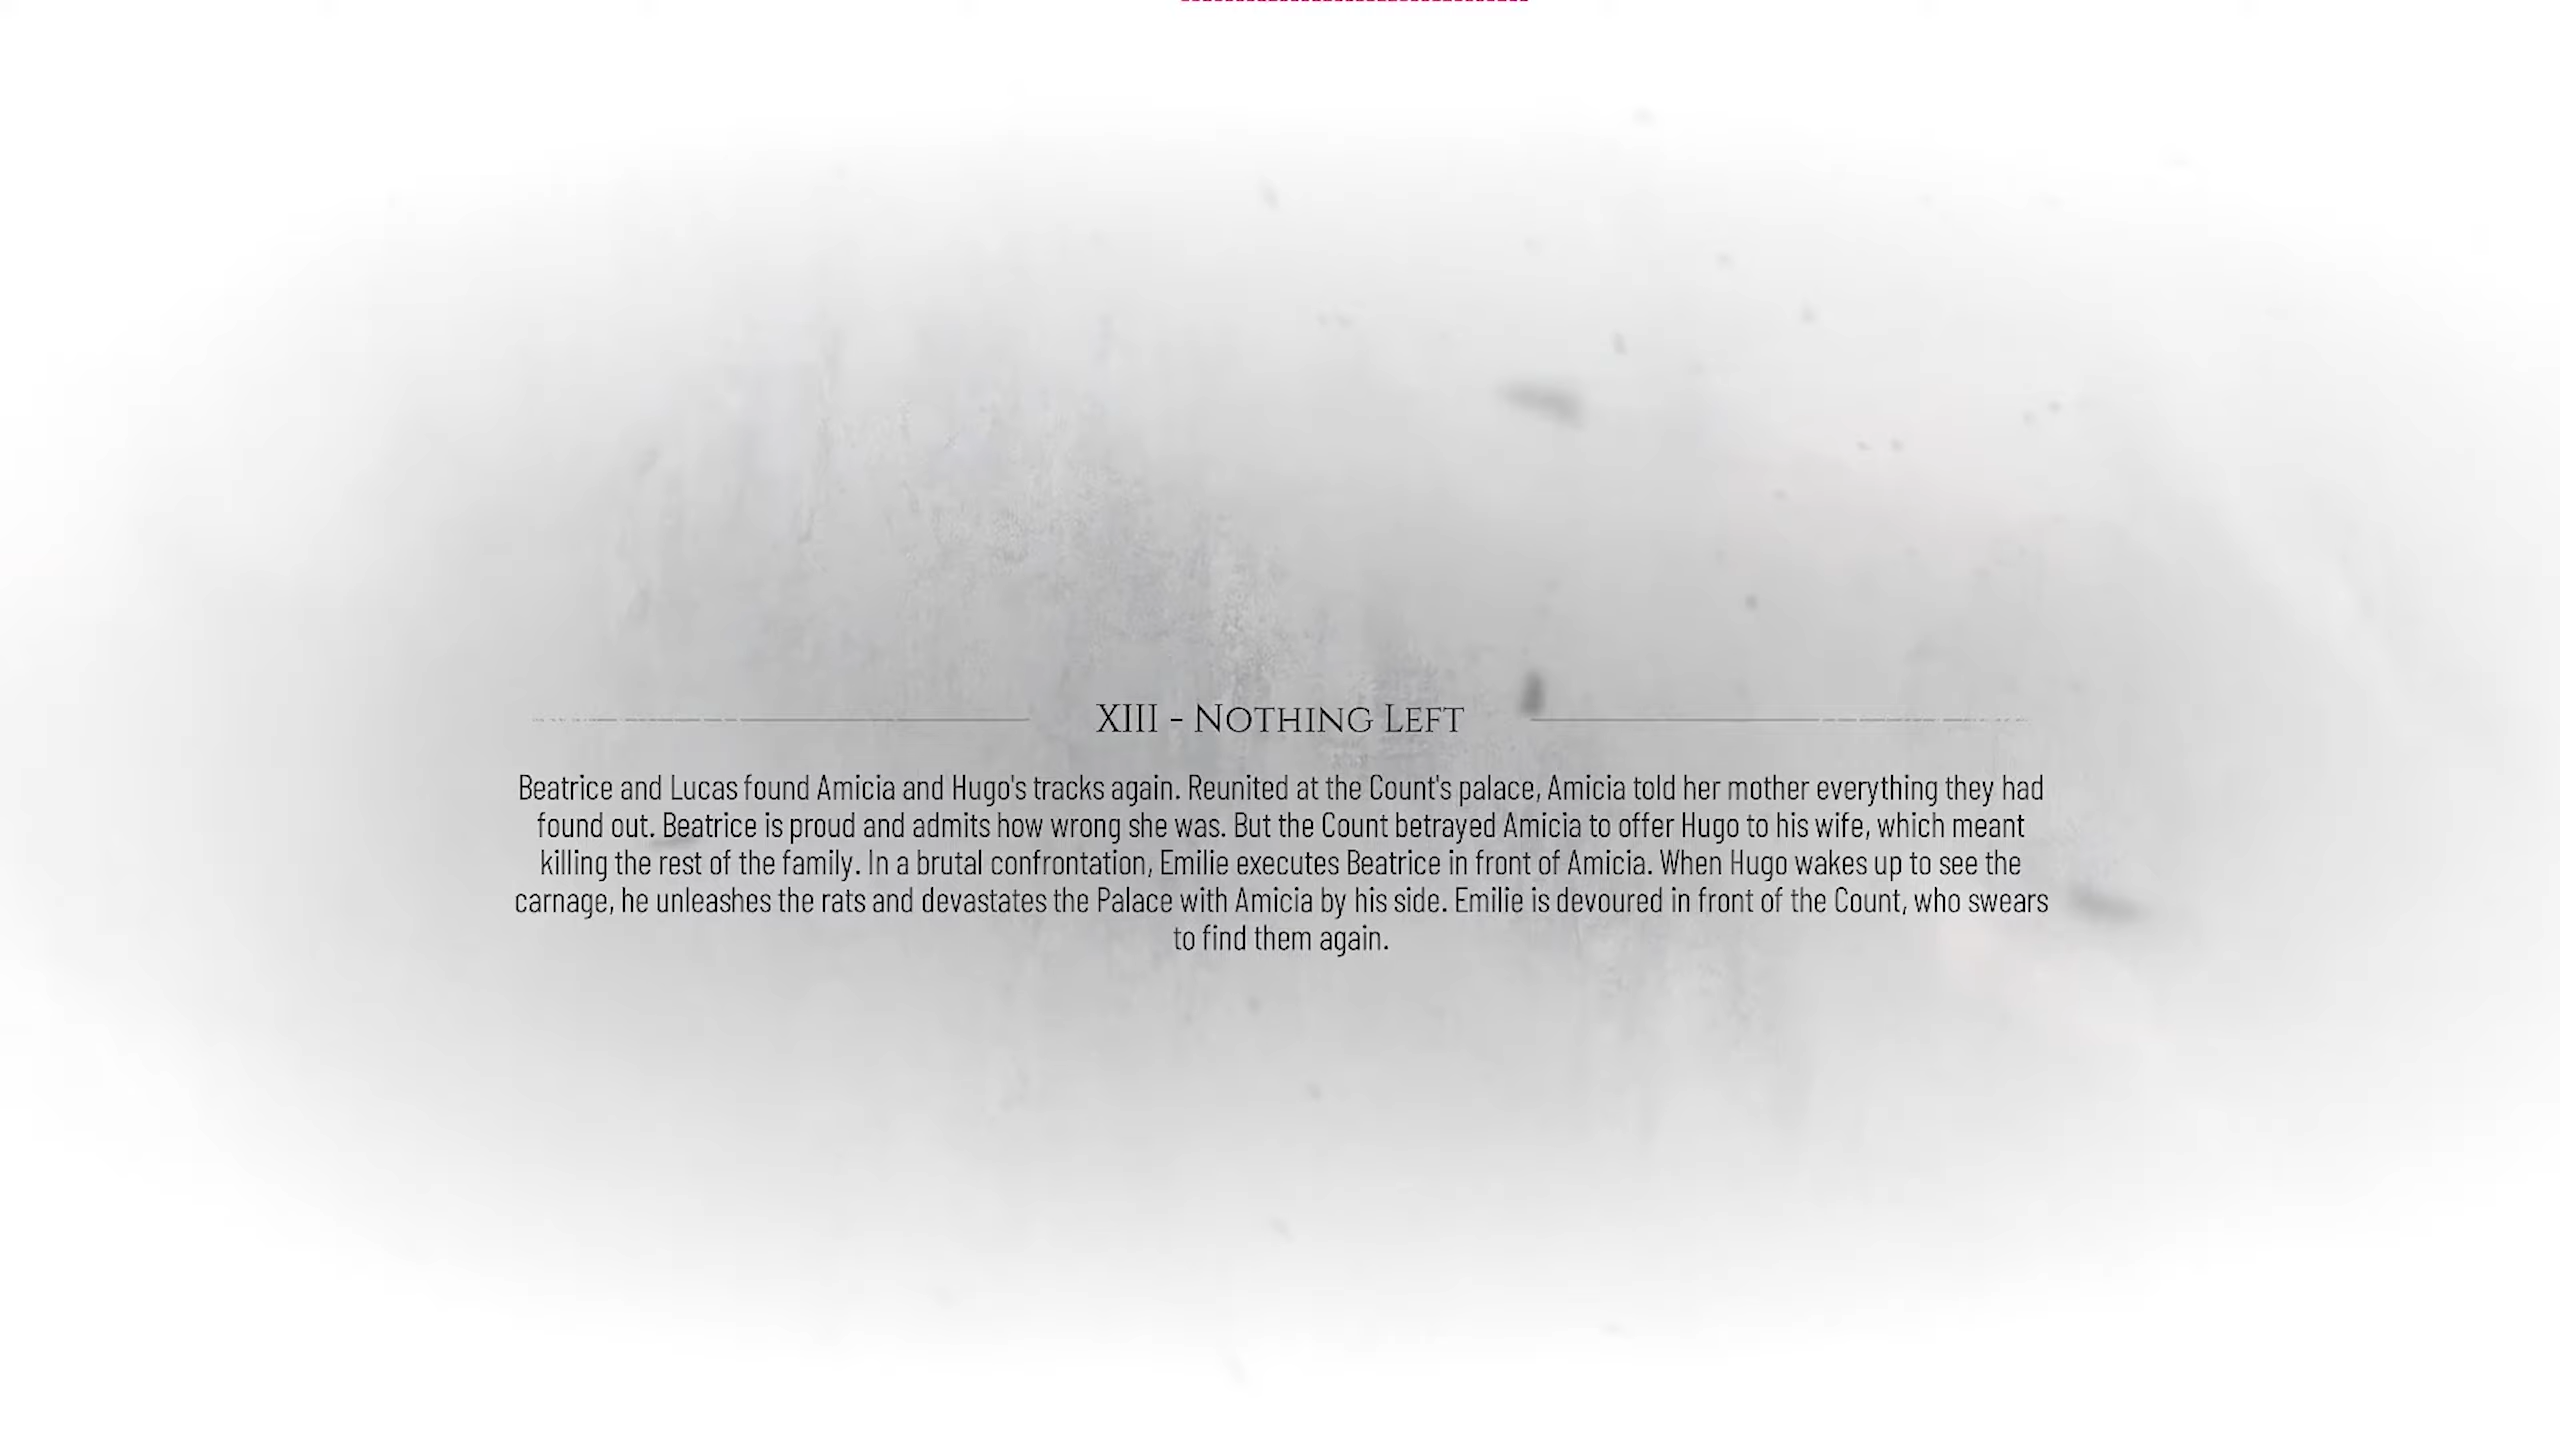 XIII - Nothing Left
Beatrice and Lucas found Amicia and Hugo's tracks again. Reunited at the Count's palace, Amicia told her mother everything they had
found out. Beatrice is proud and admits how wrong she was. But the Count betrayed Amicia to offer Hugo to his wife, which meant
killing the rest of the family. In a brutal confrontation, Emilie executes Beatrice in front of Amicia. When Hugo wakes up to see the
carnage, he unleashes the rats and devastates the Palace with Amicia by his side. Emilie is devoured in front of the Count, who swears
to find them again.